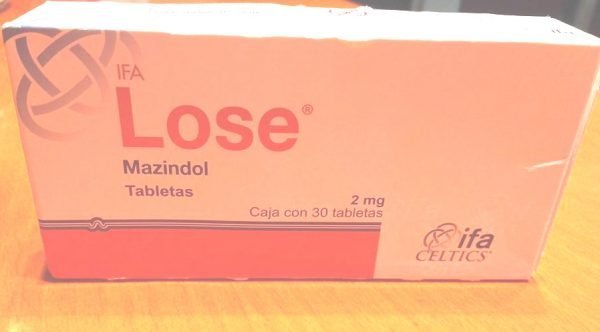 IFA
Lose®
Mazindol
Tabletas
2 mg
Caja con 30 tabletas
ifa
CELTICS®